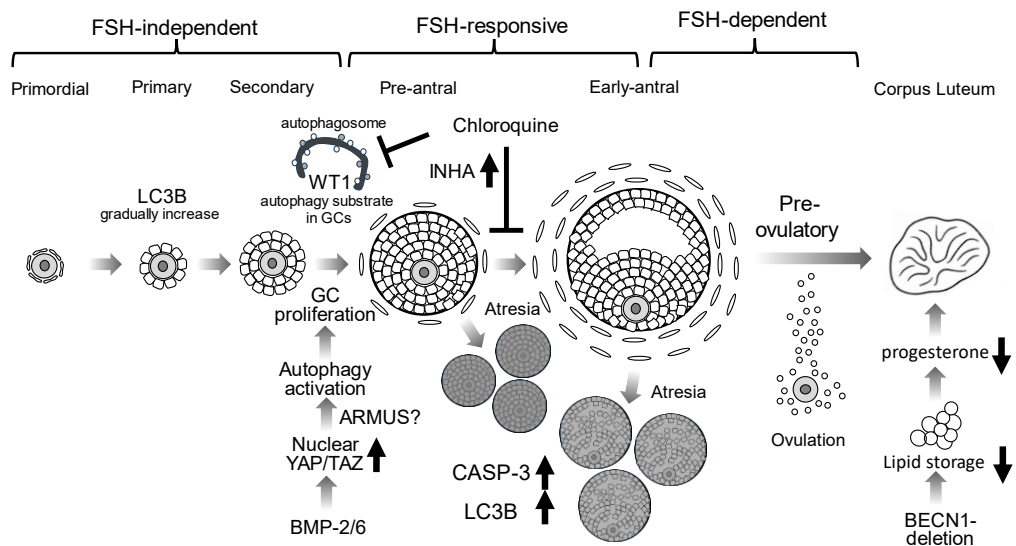 FSH-independent
FSH-responsive
FSH-dependent
Primordial
Primary
Secondary
Pre-antral
Early-antral
Corpus Luteum
autophagosome
Chloroquine
INHA
WT1
autophagy substrate
in GCs
LC3B
gradually increase
Pre-
ovulatory
GC
proliferation
Atresia
Autophagy
activation
ARMUS?
Nuclear
YAP/TAZ
BMP-2/6
Atresia
CASP-3
LC3B
Ovulation
progesterone
Lipid storage
BECN1-
deletion